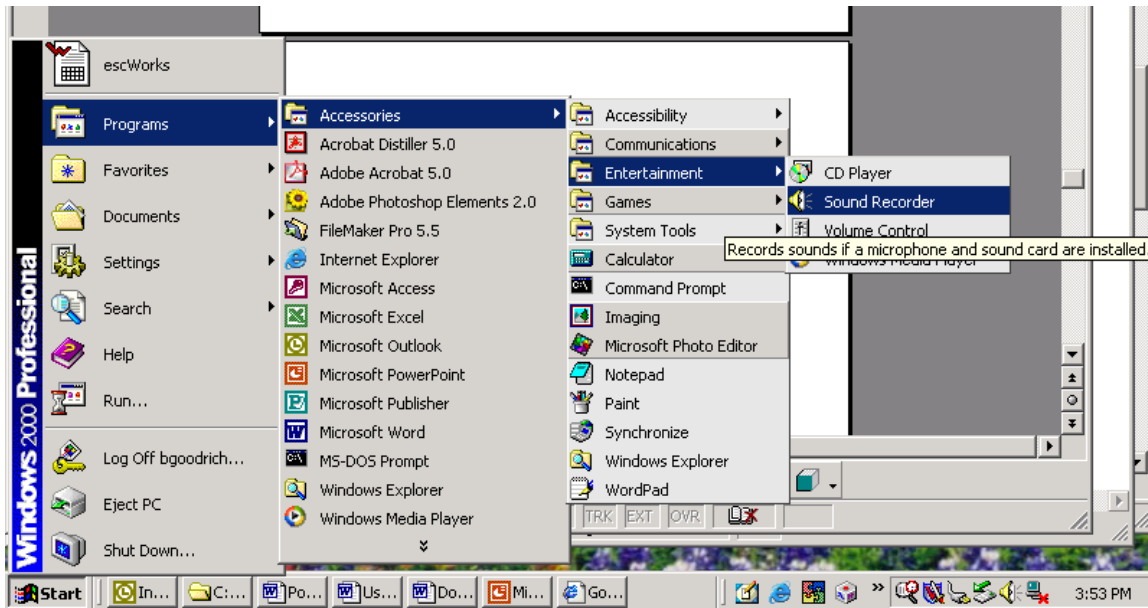 escWorks
Programs
Favorites
Documents
Settings
Search
Help
Run...
Log Off bgoodrich...
Eject PC
Shut Down...
Windows 2000 Professional
Accessories
Acrobat Distiller 5.0
Adobe Acrobat 5.0
Adobe Photoshop Elements 2.0
FileMaker Pro 5.5
Internet Explorer
Microsoft Access
Microsoft Excel
Microsoft Outlook
Microsoft PowerPoint
Microsoft Publisher
Microsoft Word
MS-DOS Prompt
Windows Explorer
Windows Media Player
Accessibility
Communications
Entertainment
Games
System Tools
Calculator
Command Prompt
Imaging
Microsoft Photo Editor
Notepad
Paint
Synchronize
Windows Explorer
WordPad
CD Player
Sound Recorder
Volume Control
Records sounds if a microphone and sound card are installed.
Windows Media Player
TRK EXT OVR
Start In... C:... Po... Us... Do... Mi... Go... 3:53 PM